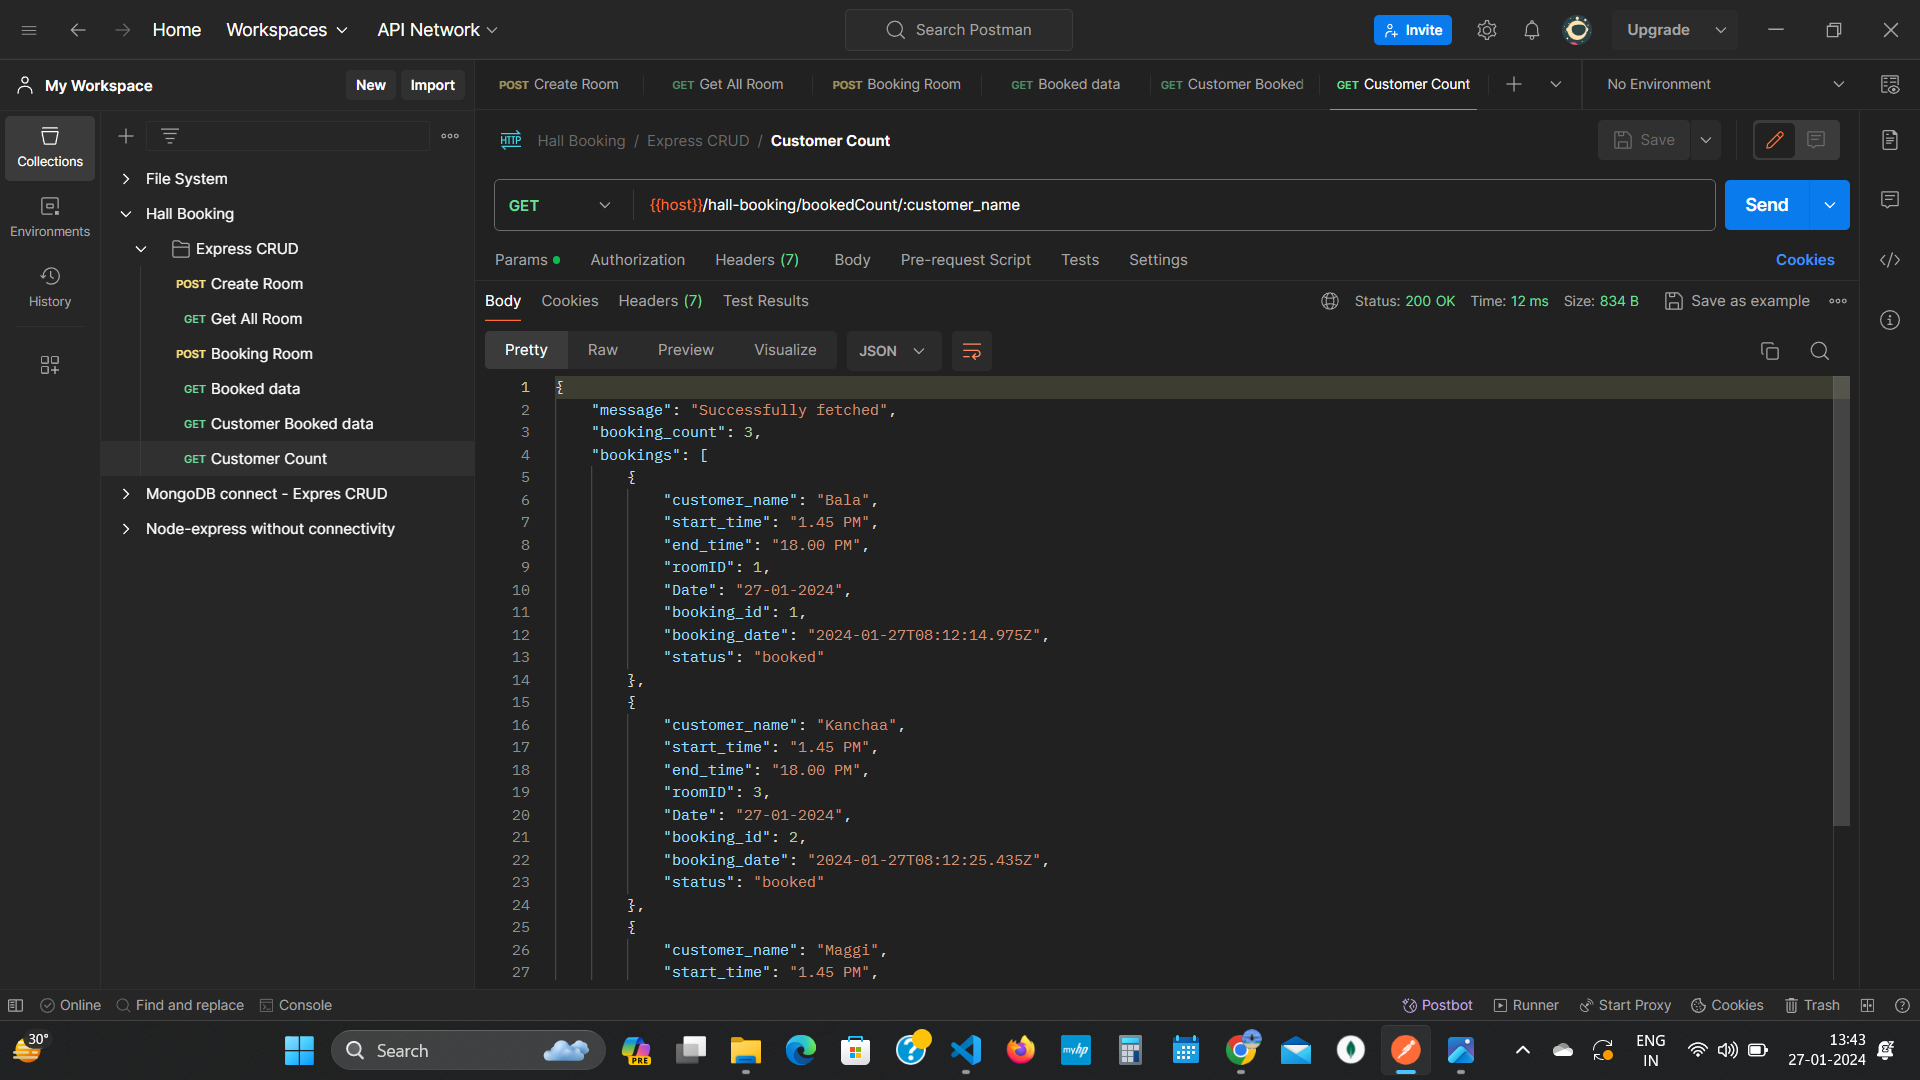 Home Workspaces API Network Search Postman Invite Upgrade
My Workspace New Import POST Create Room GET Get All Room POST Booking Room GET Booked data GET Customer Booked GET Customer Count No Environment
Collections
Environments
History
File System
Hall Booking
Express CRUD
POST Create Room
GET Get All Room
POST Booking Room
GET Booked data
GET Customer Booked data
GET Customer Count
MongoDB connect - Expres CRUD
Node-express without connectivity
HTTP Hall Booking / Express CRUD / Customer Count Save
GET {{host}}/hall-booking/bookedCount/:customer_name Send
Params Authorization Headers (7) Body Pre-request Script Tests Settings Cookies
Body Cookies Headers (7) Test Results Status: 200 OK Time: 12 ms Size: 834 B Save as example
Pretty Raw Preview Visualize JSON
1 {
2 "message": "Successfully fetched",
3 "booking_count": 3,
4 "bookings": [
5 {
6 "customer_name": "Bala",
7 "start_time": "1.45 PM",
8 "end_time": "18.00 PM",
9 "roomID": 1,
10 "Date": "27-01-2024",
11 "booking_id": 1,
12 "booking_date": "2024-01-27T08:12:14.975Z",
13 "status": "booked"
14 },
15 {
16 "customer_name": "Kanchaa",
17 "start_time": "1.45 PM",
18 "end_time": "18.00 PM",
19 "roomID": 3,
20 "Date": "27-01-2024",
21 "booking_id": 2,
22 "booking_date": "2024-01-27T08:12:25.435Z",
23 "status": "booked"
24 },
25 {
26 "customer_name": "Maggi",
27 "start_time": "1.45 PM",
Online Find and replace Console Postbot Runner Start Proxy Cookies Trash
30° Search PRE myhp ENG 13:43
IN 27-01-2024